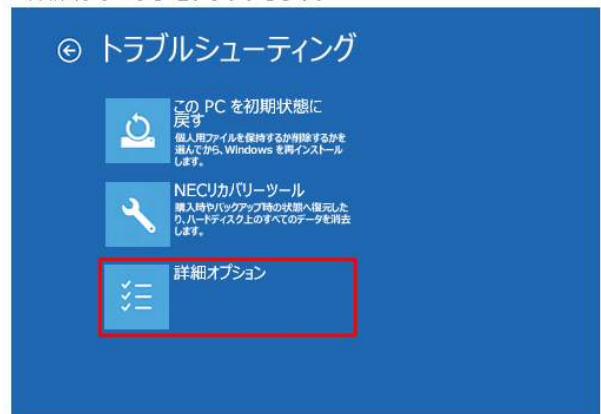 トラブルシューティング
この PC を初期状態に
戻す
個人用ファイルを保持するか削除するかを
選んでから、Windows を再インストール
します。
NECリカバリーツール
購入時やバックアップ時の状態へ復元した
り、ハードディスク上のすべてのデータを消去
します。
詳細オプション